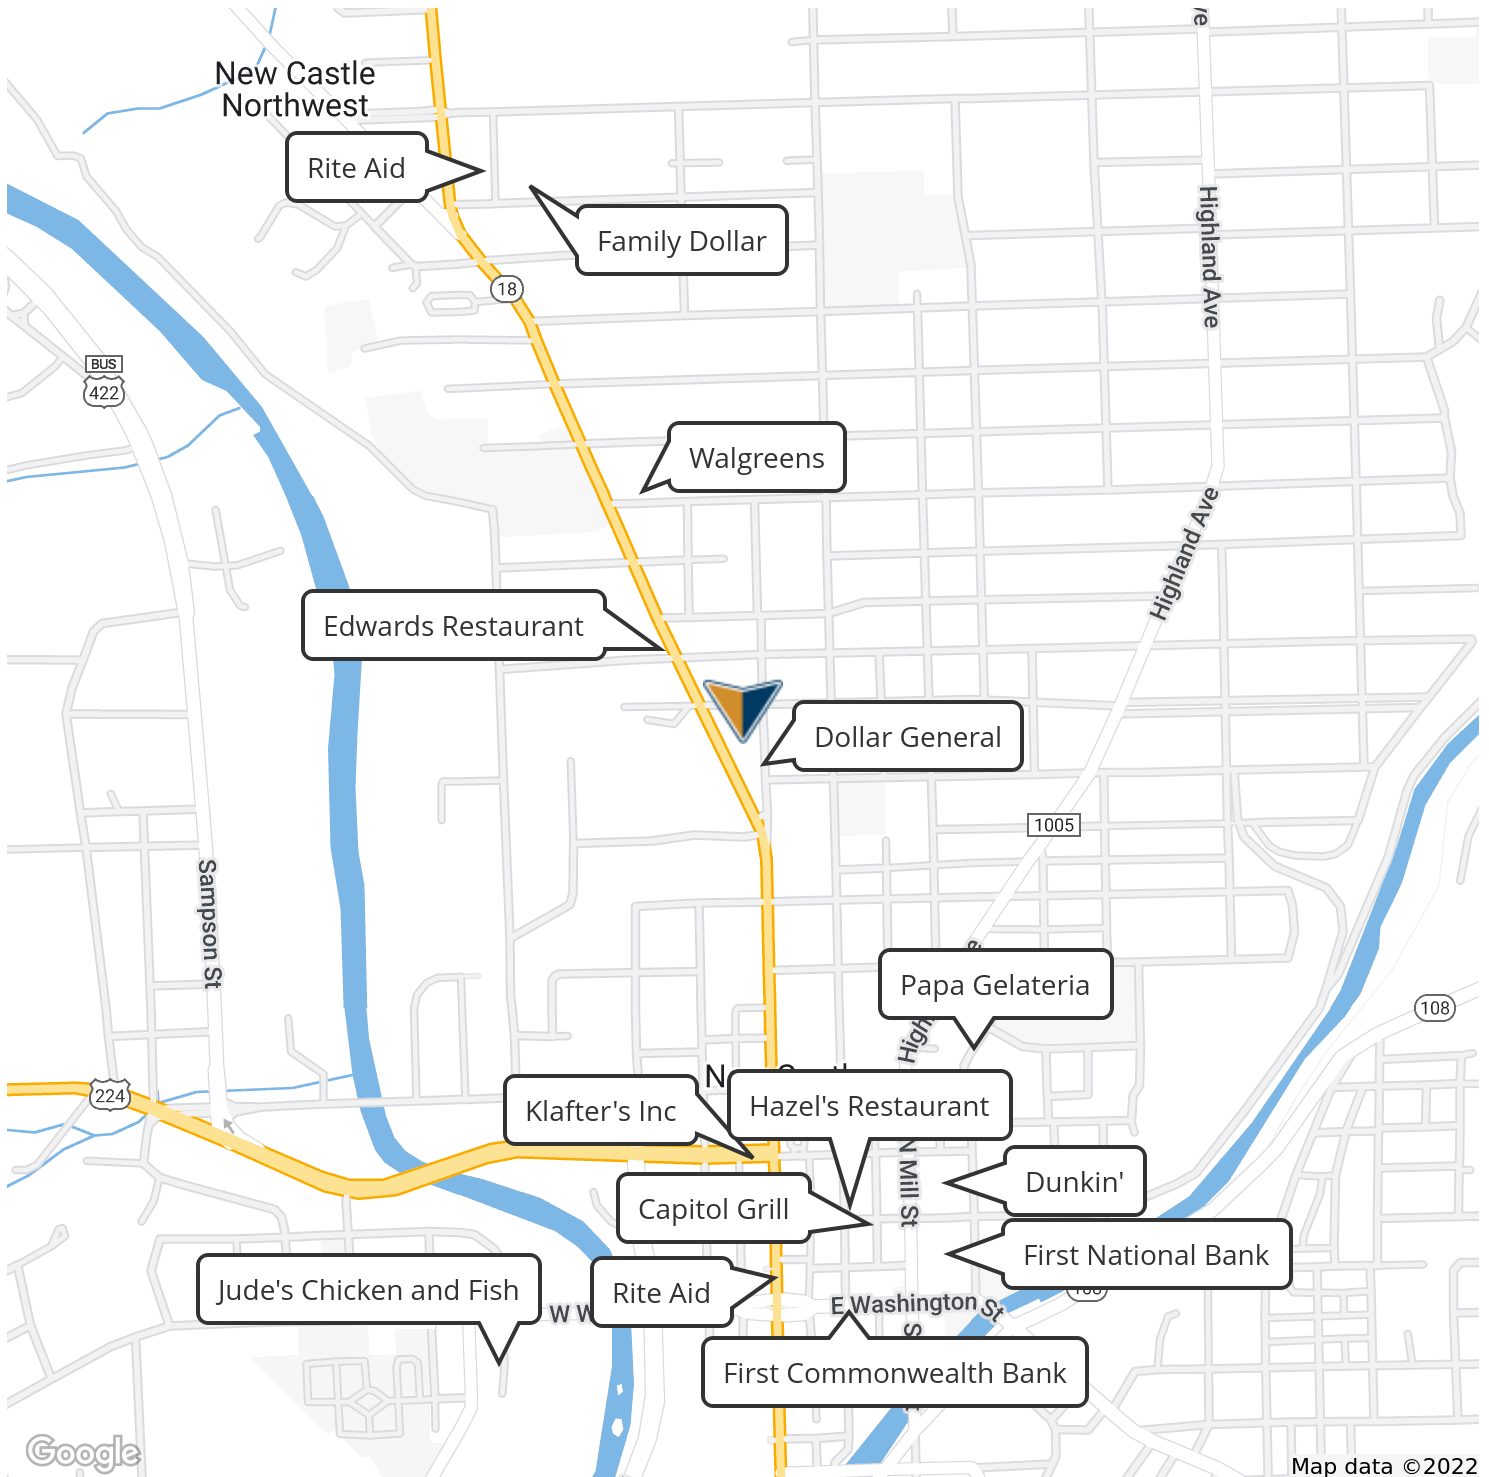 New Castle
Northwest
Rite Aid
Family Dollar
18
Highland Ave
BUS
422
Walgreens
Highland Ave
Edwards Restaurant
Dollar General
1005
Sampson St
Papa Gelateria
108
224
Klafter's Inc
Hazel's Restaurant
N Mill St
Dunkin'
Capitol Grill
First National Bank
Jude's Chicken and Fish
Rite Aid
E Washington St
First Commonwealth Bank
Google
Map data ©2022